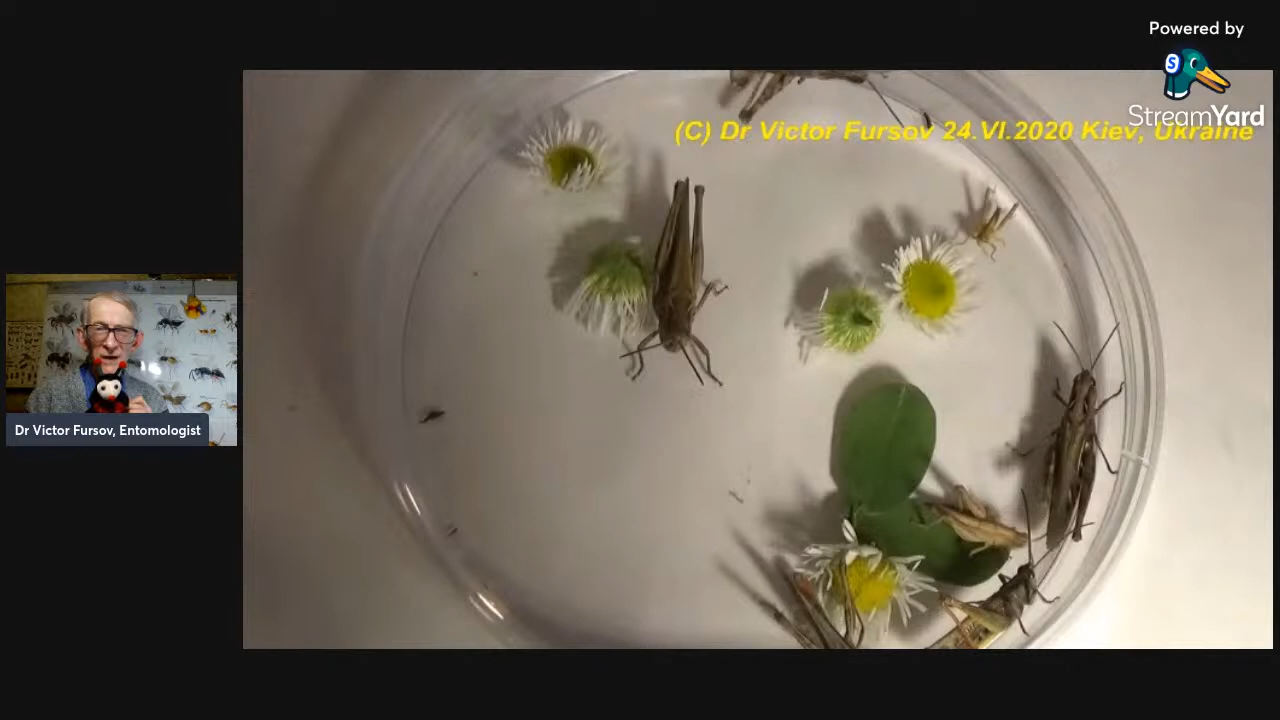 Powered by
S
StreamYard
(C) Dr Victor Fursov 24.VI.2020 Kiev, Ukraine
Dr Victor Fursov, Entomologist